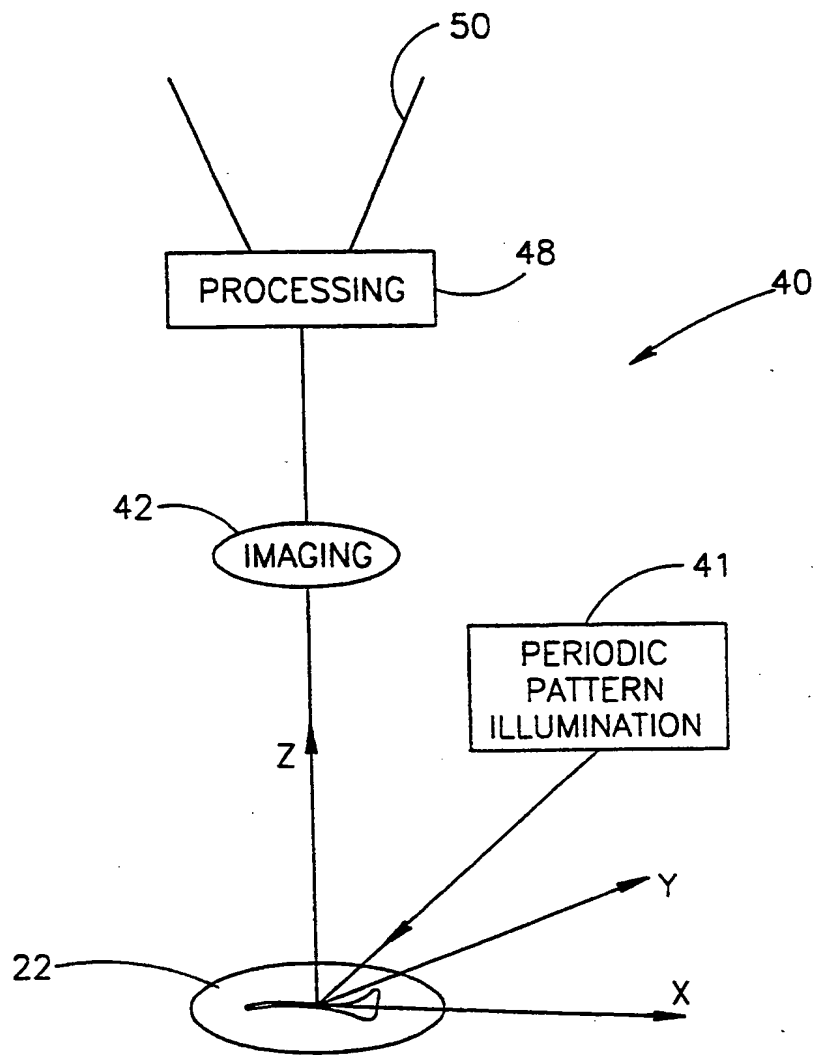 50
PROCESSING
48
40
42
IMAGING
41
PERIODIC
PATTERN
ILLUMINATION
Z
Y
22
X